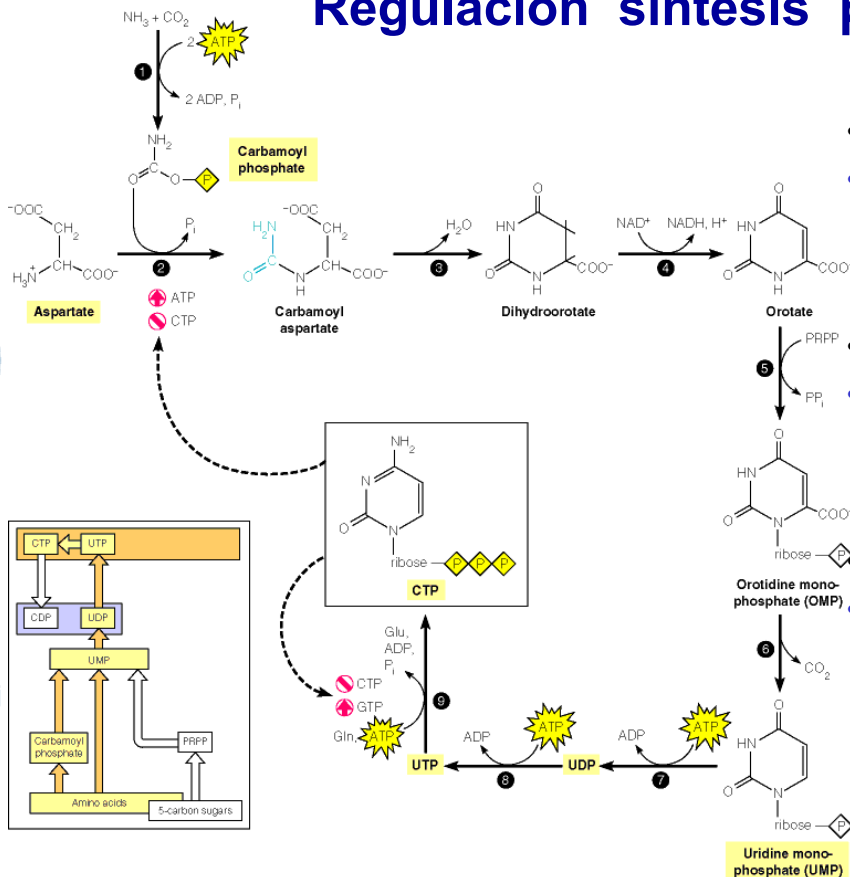 Regulación síntesis p
NH3 + CO2
2 ATP
1
2 ADP, Pi
NH2
C
O
O
P
Carbamoyl
phosphate
-OOC
CH2
CH
COO-
H3N+
Aspartate
Pi
2
ATP
CTP
-OOC
H2N
CH2
C
CH
O
N
H
COO-
Carbamoyl
aspartate
H2O
3
O
HN
O
N
H
COO-
Dihydroorotate
NAD+
NADH, H+
4
O
HN
O
N
H
COO-
Orotate
PRPP
5
PPi
O
HN
O
N
COO-
ribose
P
Orotidine mono-
phosphate (OMP)
6
CO2
O
HN
O
N
ribose
P
Uridine mono-
phosphate (UMP)
ATP
ADP
7
UDP
ATP
ADP
8
UTP
Glu,
ADP,
Pi
CTP
GTP
Gln, ATP
9
NH2
N
O
N
ribose
P P P
CTP
CTP
UTP
CDP
UDP
UMP
Carbamoyl
phosphate
PRPP
Amino acids
5-carbon sugars